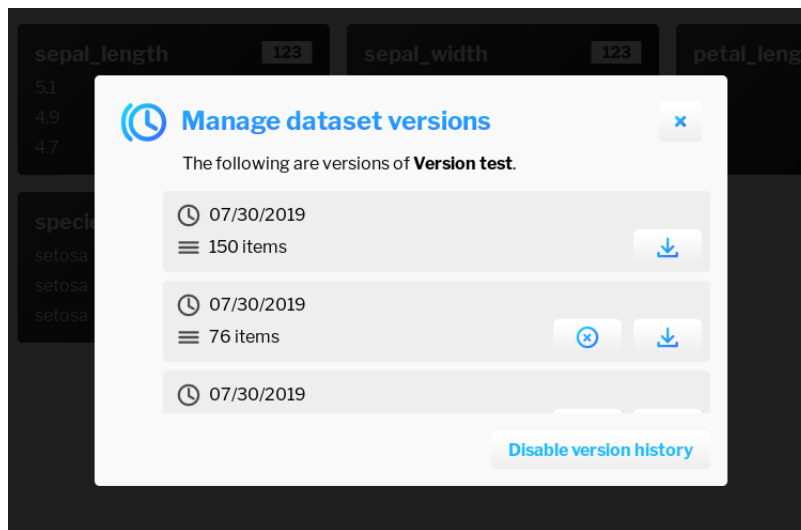 sepal_length 123 sepal_width 123 petal_leng
5.1
4.9
4.7
Manage dataset versions
The following are versions of Version test.
07/30/2019
150 items
07/30/2019
76 items
07/30/2019
Disable version history
specie
setosa
setosa
setosa